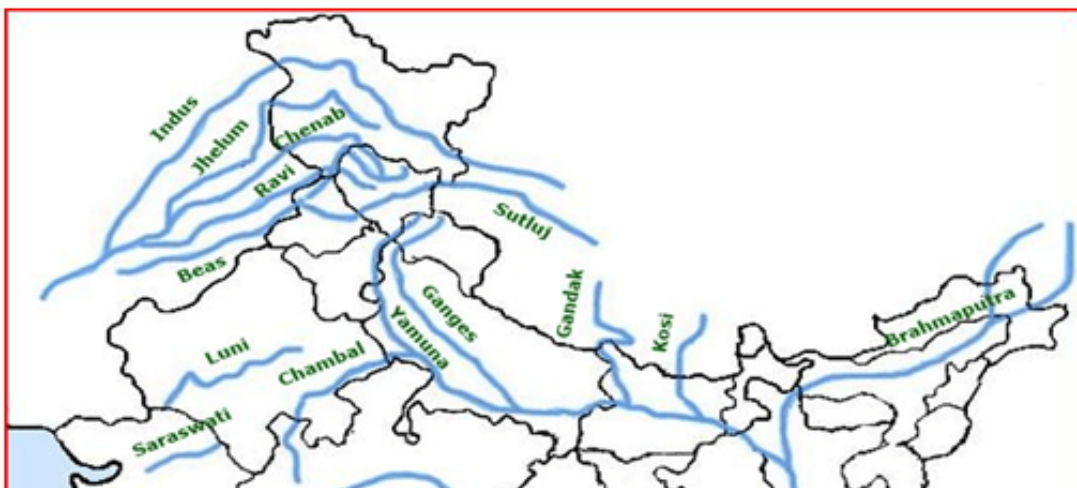 Indus
Jhelum
Chenab
Ravi
Beas
Sutluj
Gandak
Kosi
Ganges
Yamuna
Brahmaputra
Luni
Chambal
Saraswati